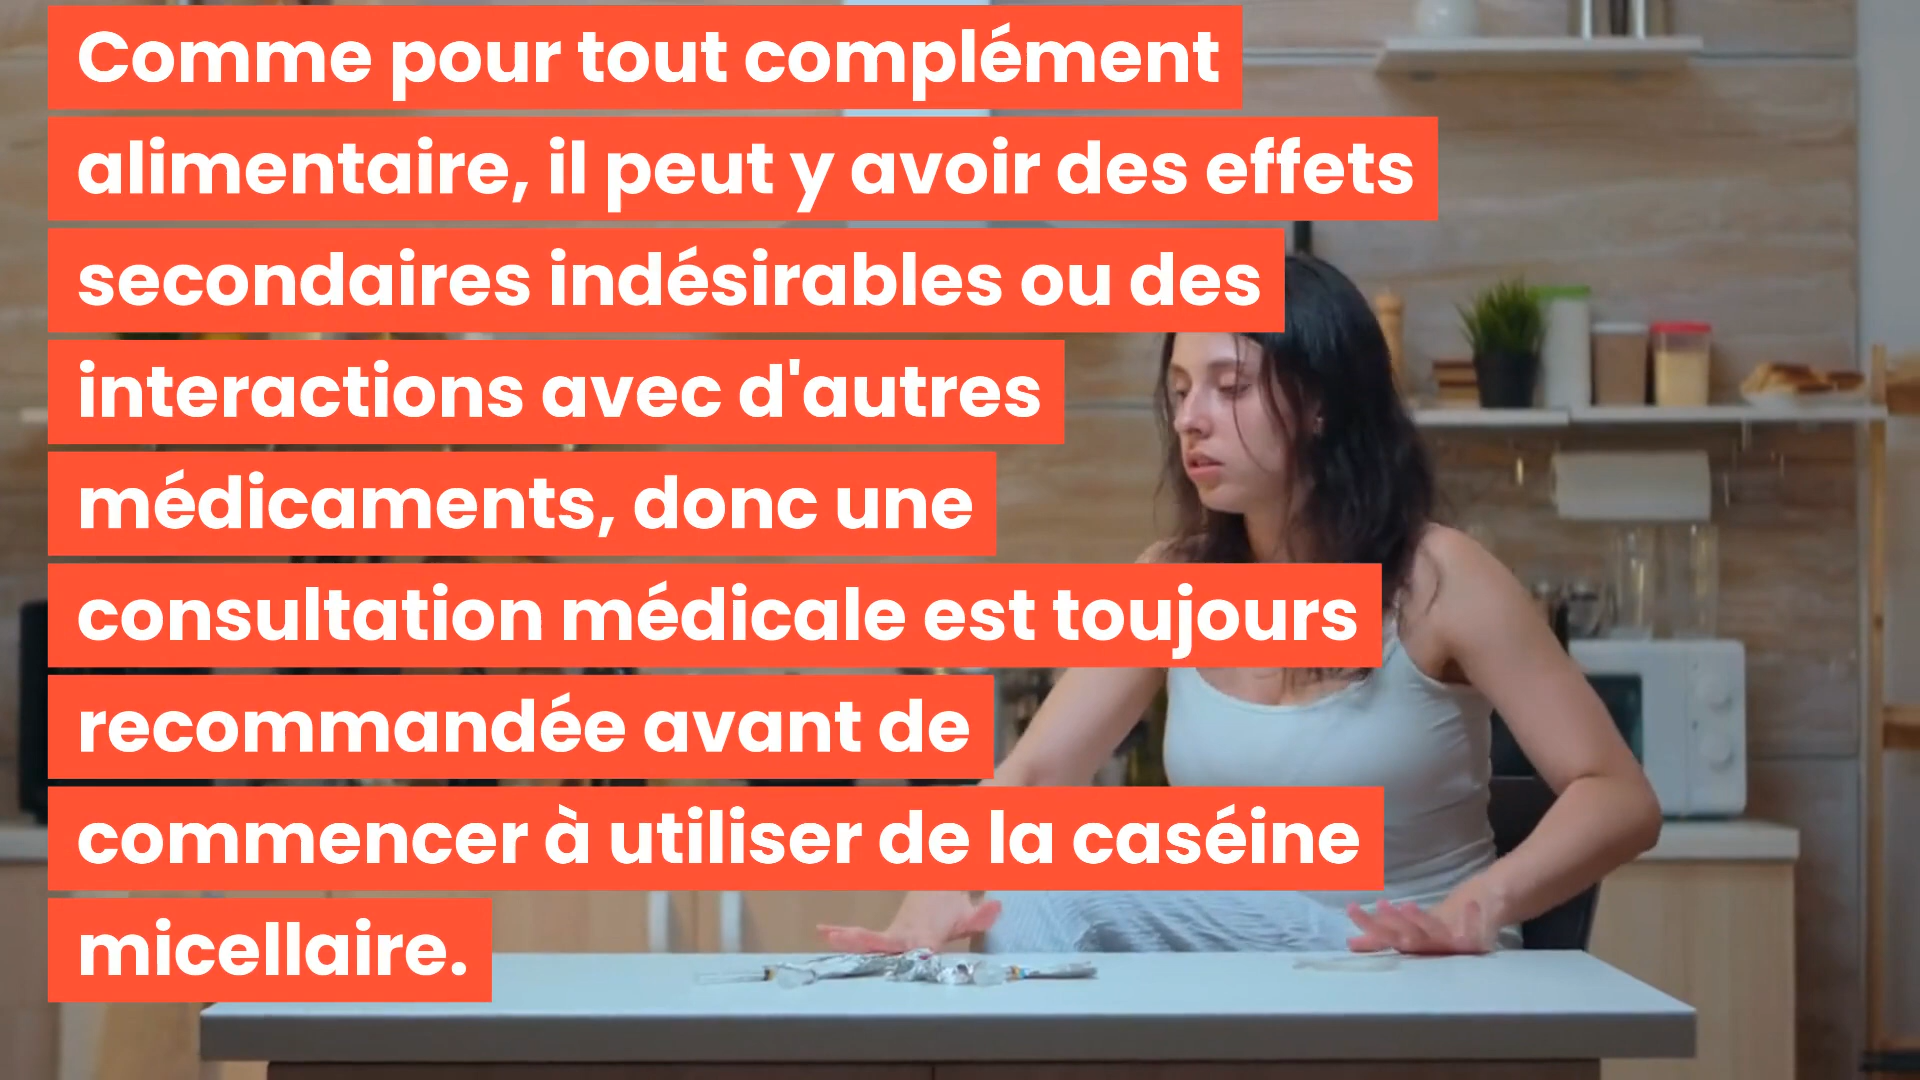 Comme pour tout complément
alimentaire, il peut y avoir des effets
secondaires indésirables ou des
interactions avec d'autres
médicaments, donc une
consultation médicale est toujours
recommandée avant de
commencer à utiliser de la caséine
micellaire.